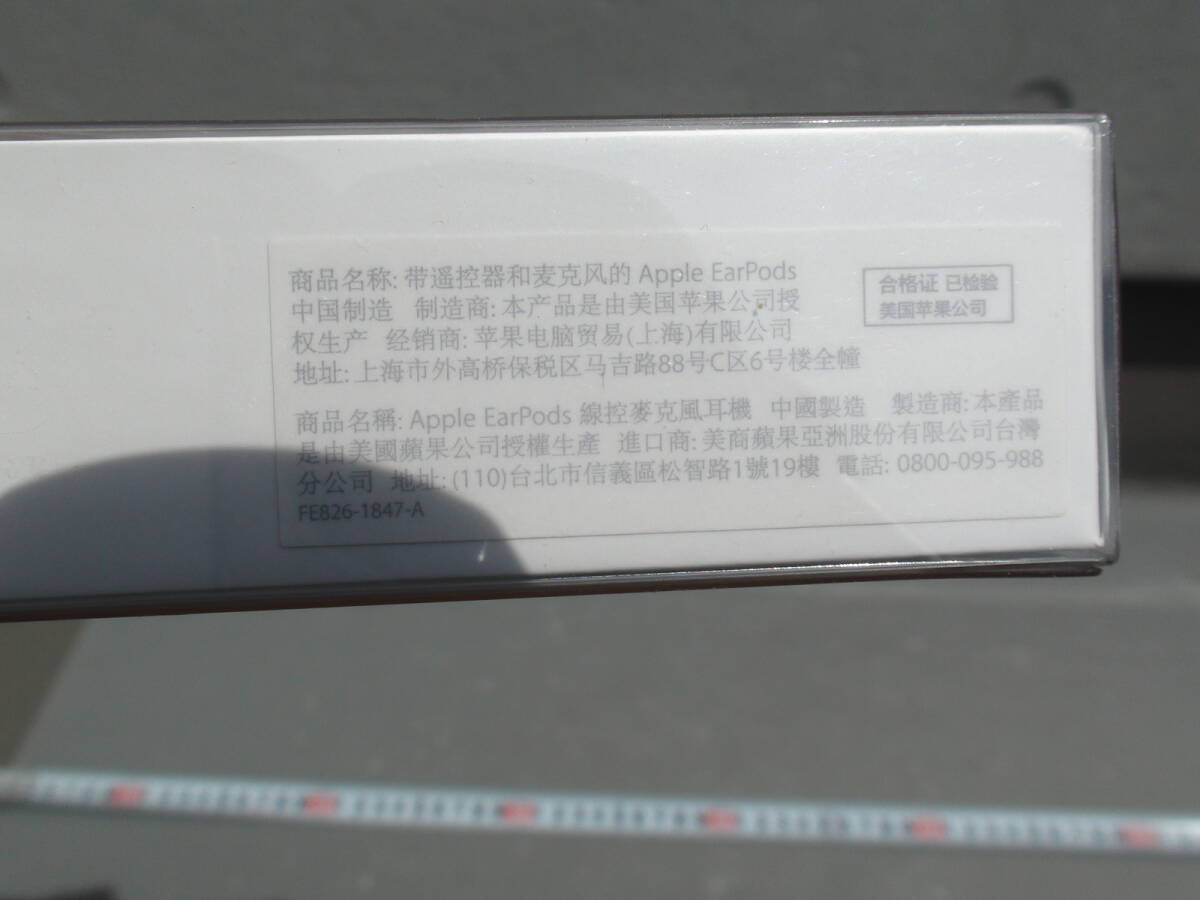 商品名称: 带遥控器和麦克风的 Apple EarPods
中国制造 制造商: 本产品是由美国苹果公司授
权生产 经销商: 苹果电脑贸易(上海)有限公司
地址: 上海市外高桥保税区马吉路88号C区6号楼全幢
合格证 已检验
美国苹果公司
商品名稱: Apple EarPods 線控麥克風耳機 中國製造 製造商: 本產品
是由美國蘋果公司授權生產 進口商: 美商蘋果亞洲股份有限公司台灣
分公司 地址: (110)台北市信義區松智路1號19樓 電話: 0800-095-988
FE826-1847-A